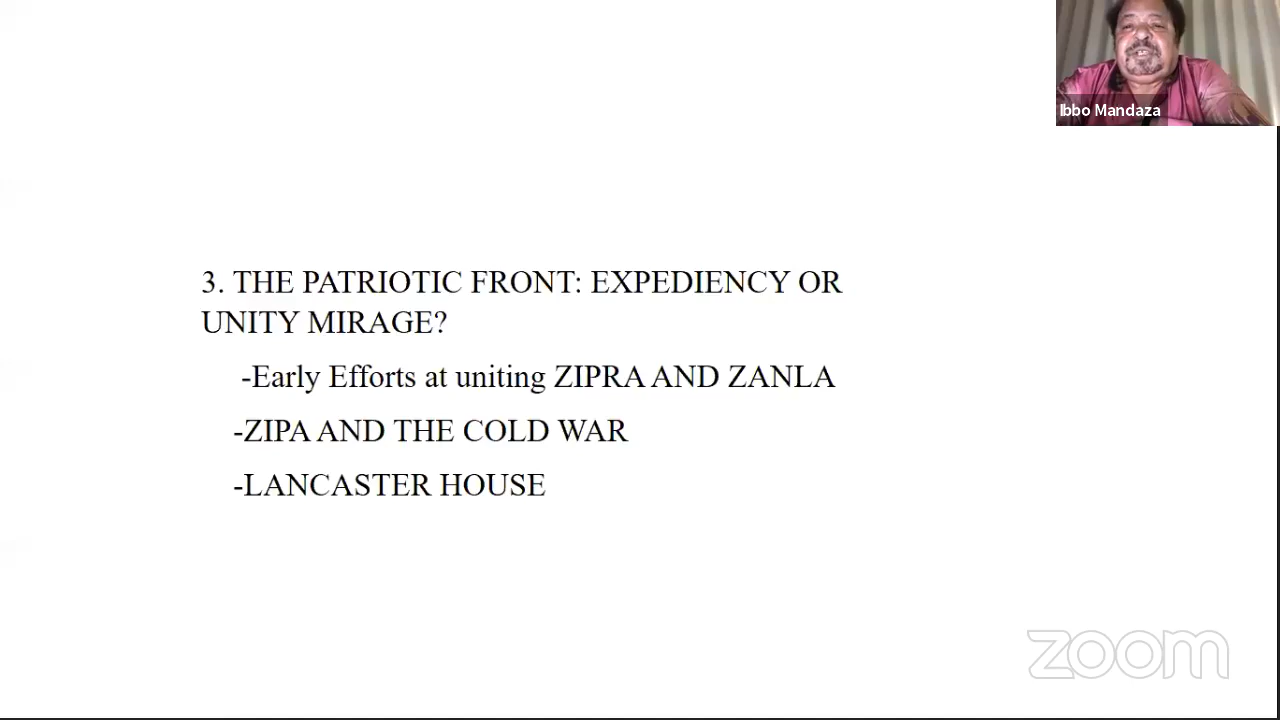 Ibbo Mandaza
3. THE PATRIOTIC FRONT: EXPEDIENCY OR
UNITY MIRAGE?
-Early Efforts at uniting ZIPRA AND ZANLA
-ZIPA AND THE COLD WAR
-LANCASTER HOUSE
zoom